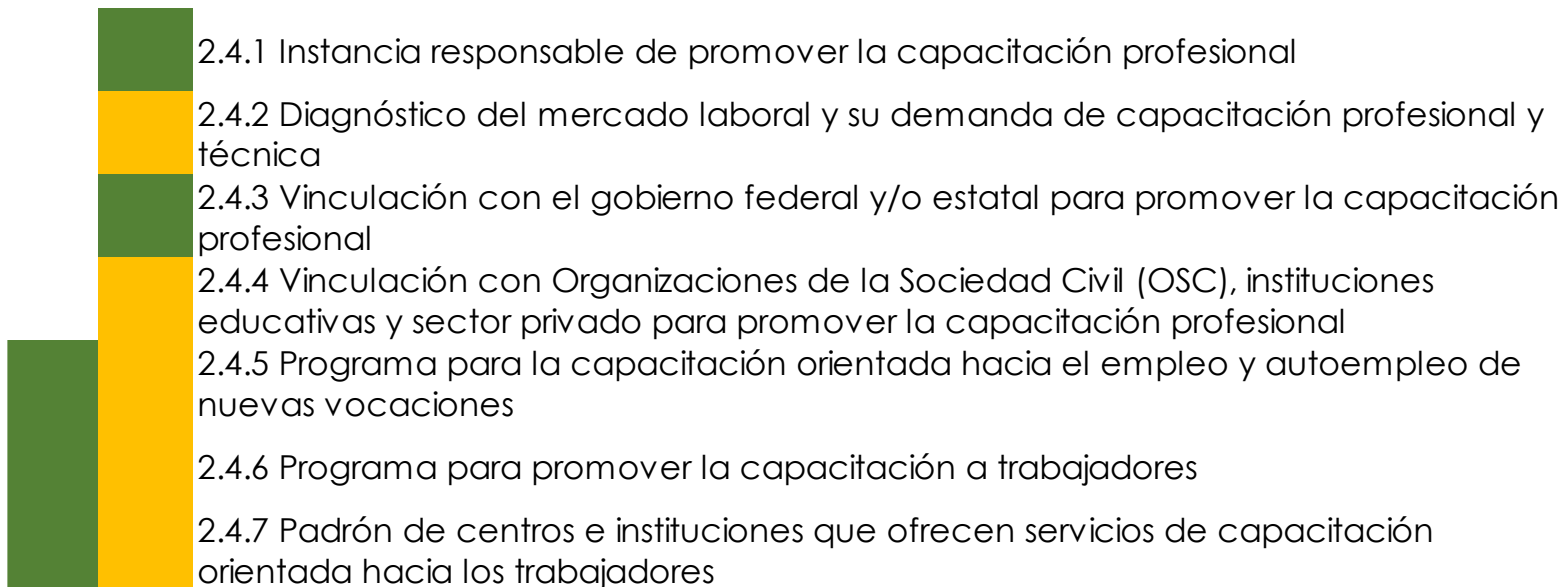 2.4.1 Instancia responsable de promover la capacitación profesional
2.4.2 Diagnóstico del mercado laboral y su demanda de capacitación profesional y
técnica
2.4.3 Vinculación con el gobierno federal y/o estatal para promover la capacitación
profesional
2.4.4 Vinculación con Organizaciones de la Sociedad Civil (OSC), instituciones
educativas y sector privado para promover la capacitación profesional
2.4.5 Programa para la capacitación orientada hacia el empleo y autoempleo de
nuevas vocaciones
2.4.6 Programa para promover la capacitación a trabajadores
2.4.7 Padrón de centros e instituciones que ofrecen servicios de capacitación
orientada hacia los trabajadores